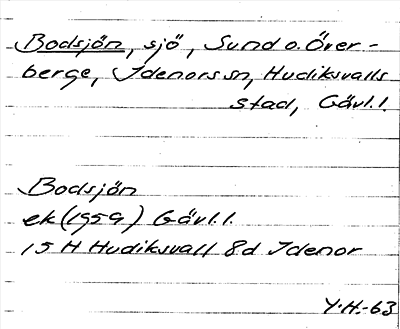 Bodsjön, sjö, Sund o. Över-
berge, Idenors sn, Hudiksvalls
stad, Gävl.l.
Bodsjön
ek (1959) Gävl.l.
15 H Hudiksvall 8d Idenor
Y.H.-63